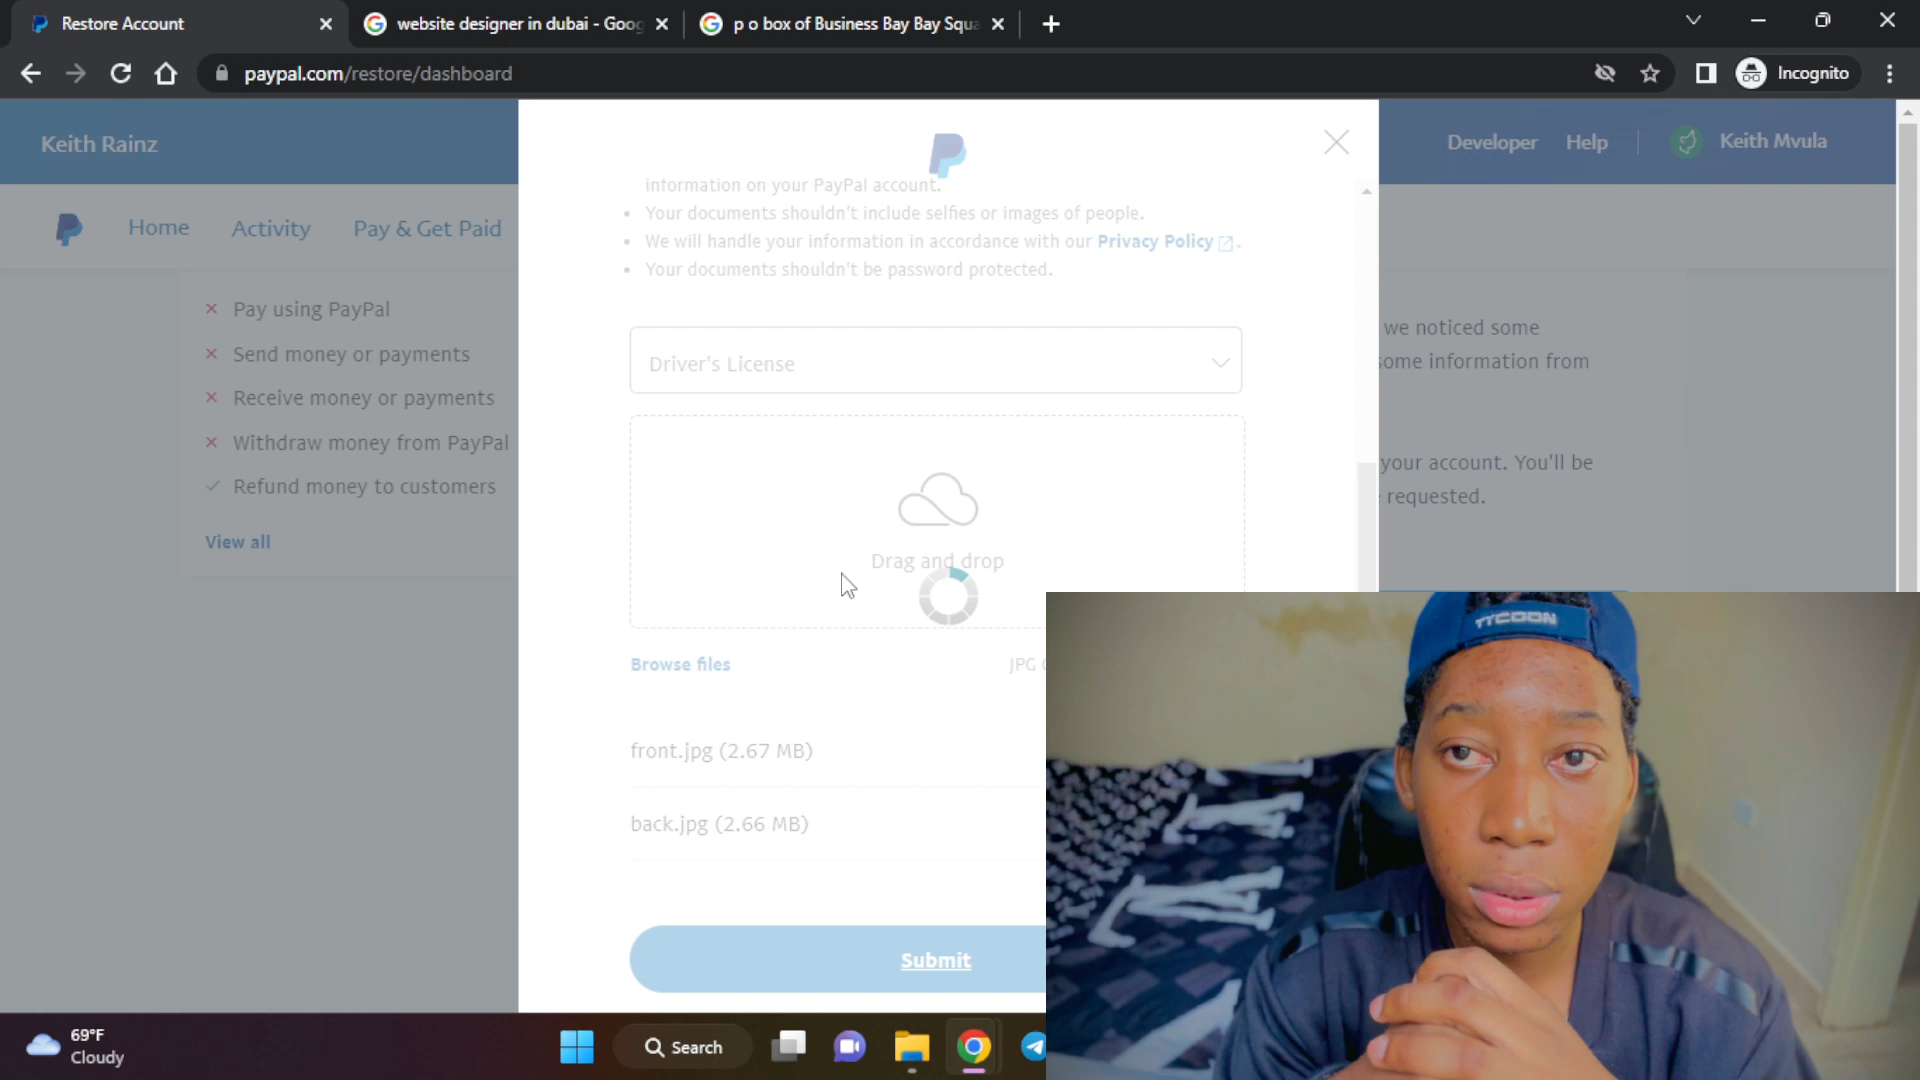 Restore Account
website designer in dubai - Goog
p o box of Business Bay Bay Squa
paypal.com/restore/dashboard
Incognito
Keith Rainz
Developer
Help
Keith Mvula
Home
Activity
Pay & Get Paid
information on your PayPal account.
Your documents shouldn't include selfies or images of people.
We will handle your information in accordance with our Privacy Policy.
Your documents shouldn't be password protected.
Pay using PayPal
Send money or payments
Receive money or payments
Withdraw money from PayPal
Refund money to customers
View all
we noticed some
some information from
your account. You'll be
requested.
Driver's License
Drag and drop
Browse files
JPG
front.jpg (2.67 MB)
back.jpg (2.66 MB)
Submit
TYCOON
69°F
Cloudy
Search